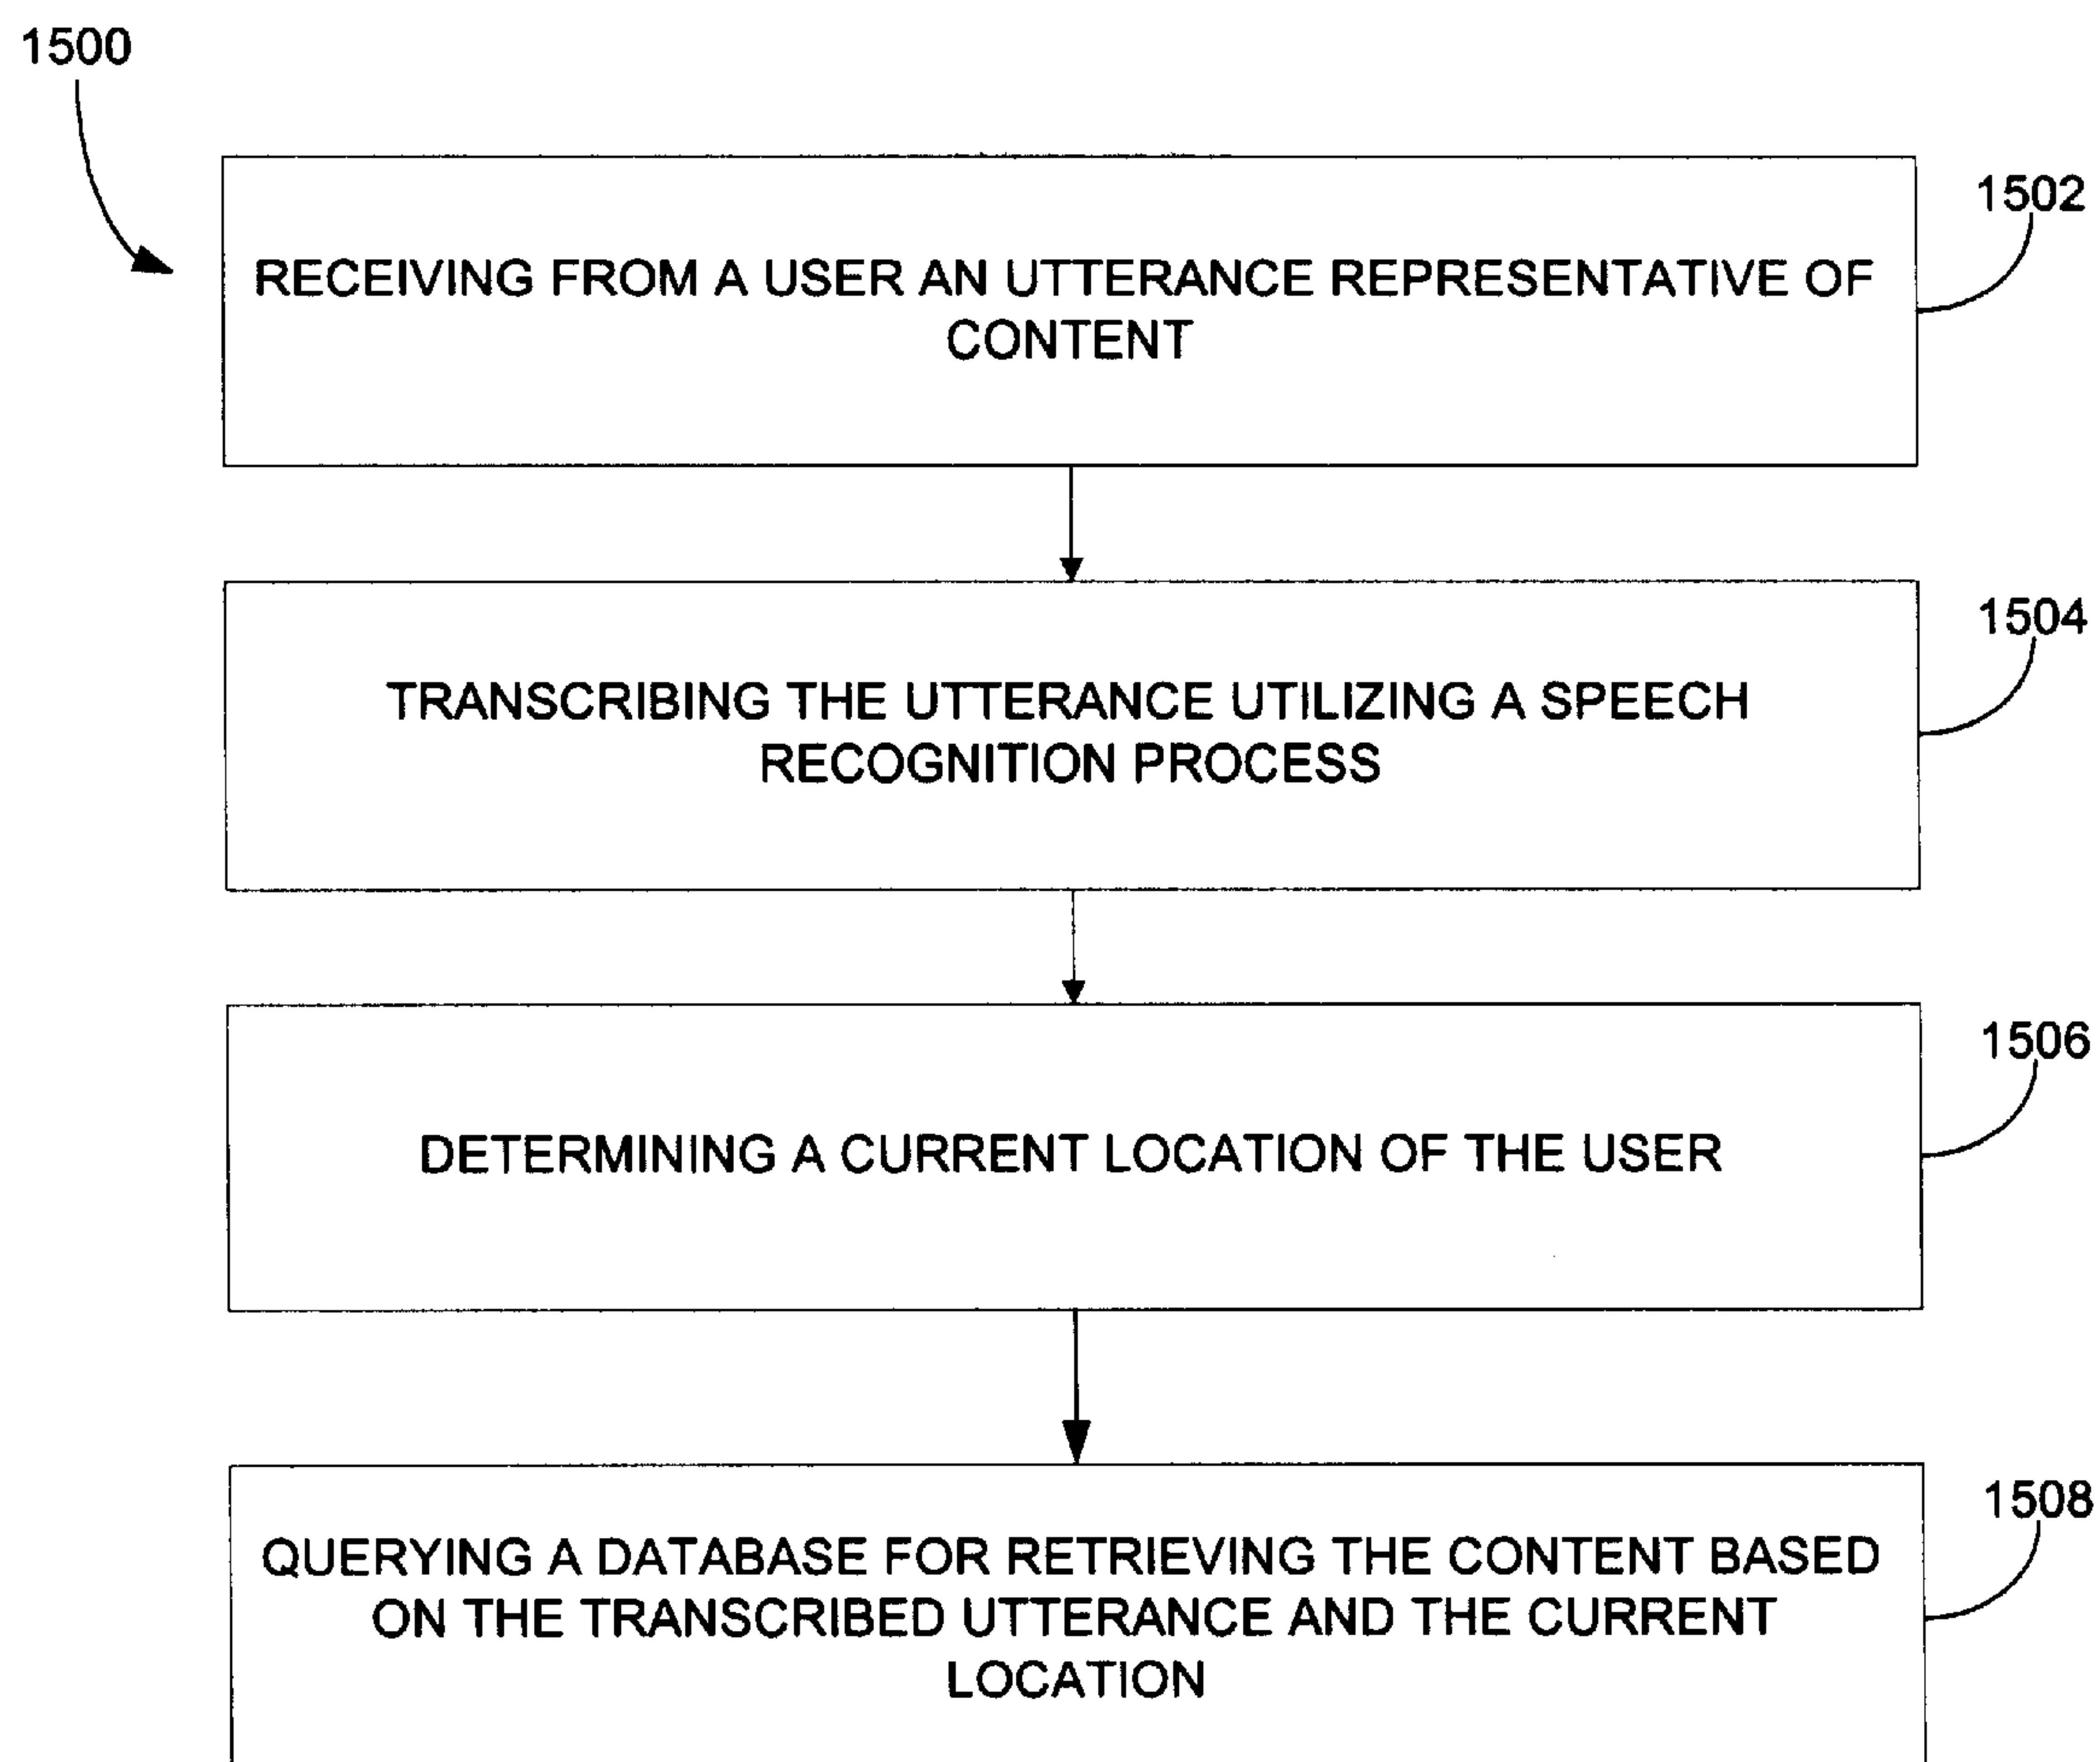 1500
1502
RECEIVING FROM A USER AN UTTERANCE REPRESENTATIVE OF
CONTENT
1504
TRANSCRIBING THE UTTERANCE UTILIZING A SPEECH
RECOGNITION PROCESS
1506
DETERMINING A CURRENT LOCATION OF THE USER
1508
QUERYING A DATABASE FOR RETRIEVING THE CONTENT BASED
ON THE TRANSCRIBED UTTERANCE AND THE CURRENT
LOCATION